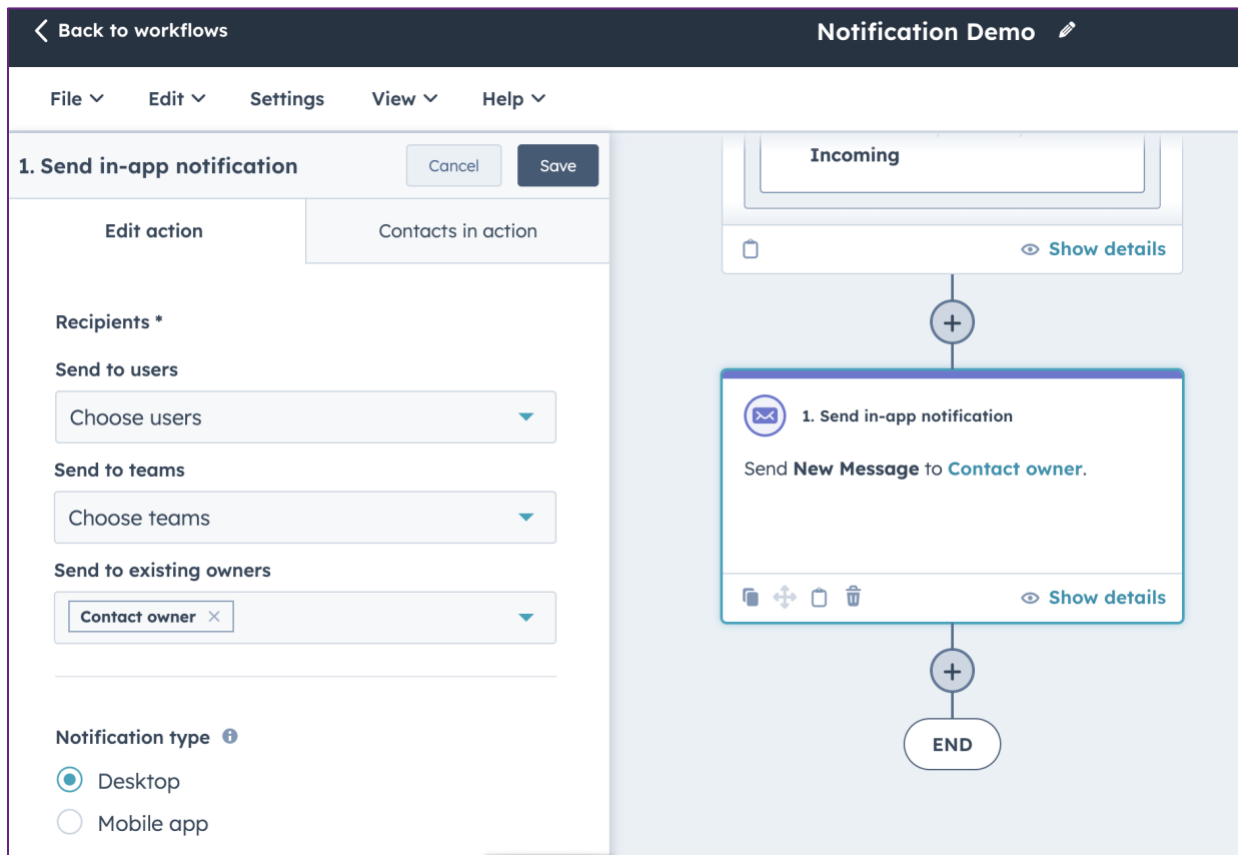 Back to workflows
Notification Demo
File
Edit
Settings
View
Help
1. Send in-app notification
Cancel
Save
Edit action
Contacts in action
Recipients *
Send to users
Choose users
Send to teams
Choose teams
Send to existing owners
Contact owner ×
Notification type
Desktop
Mobile app
Incoming
Show details
1. Send in-app notification
Send New Message to Contact owner.
Show details
END